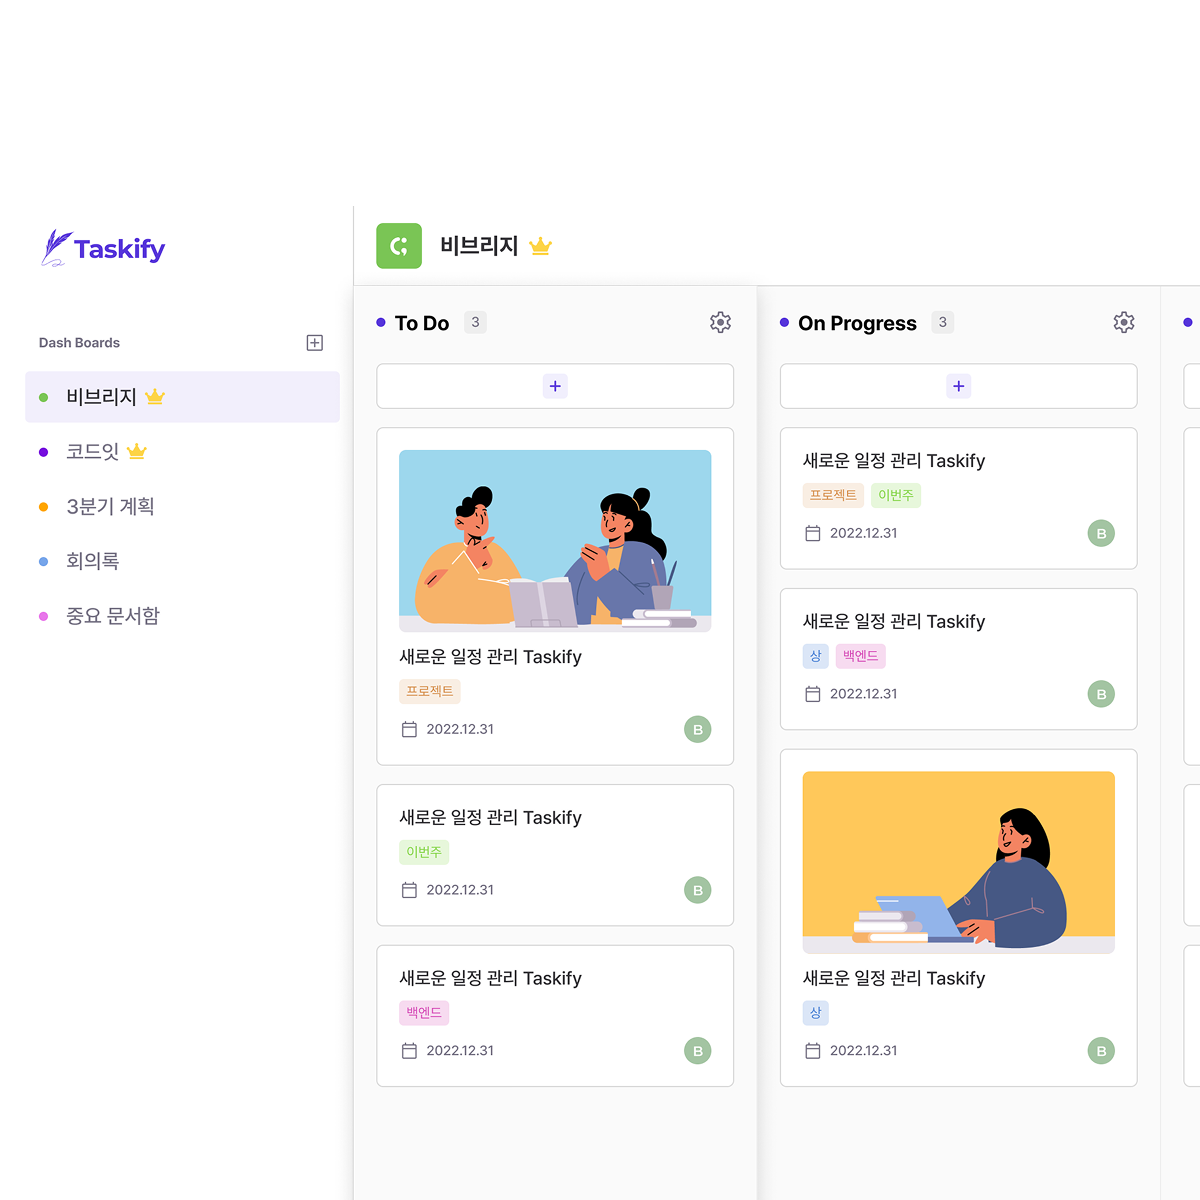 Taskify
비브리지
Dash Boards
비브리지
코드잇
3분기 계획
회의록
중요 문서함
To Do 3
+
새로운 일정 관리 Taskify
프로젝트
2022.12.31 B
새로운 일정 관리 Taskify
이번주
2022.12.31 B
새로운 일정 관리 Taskify
백엔드
2022.12.31 B
On Progress 3
+
새로운 일정 관리 Taskify
프로젝트 이번주
2022.12.31 B
새로운 일정 관리 Taskify
상 백엔드
2022.12.31 B
새로운 일정 관리 Taskify
상
2022.12.31 B